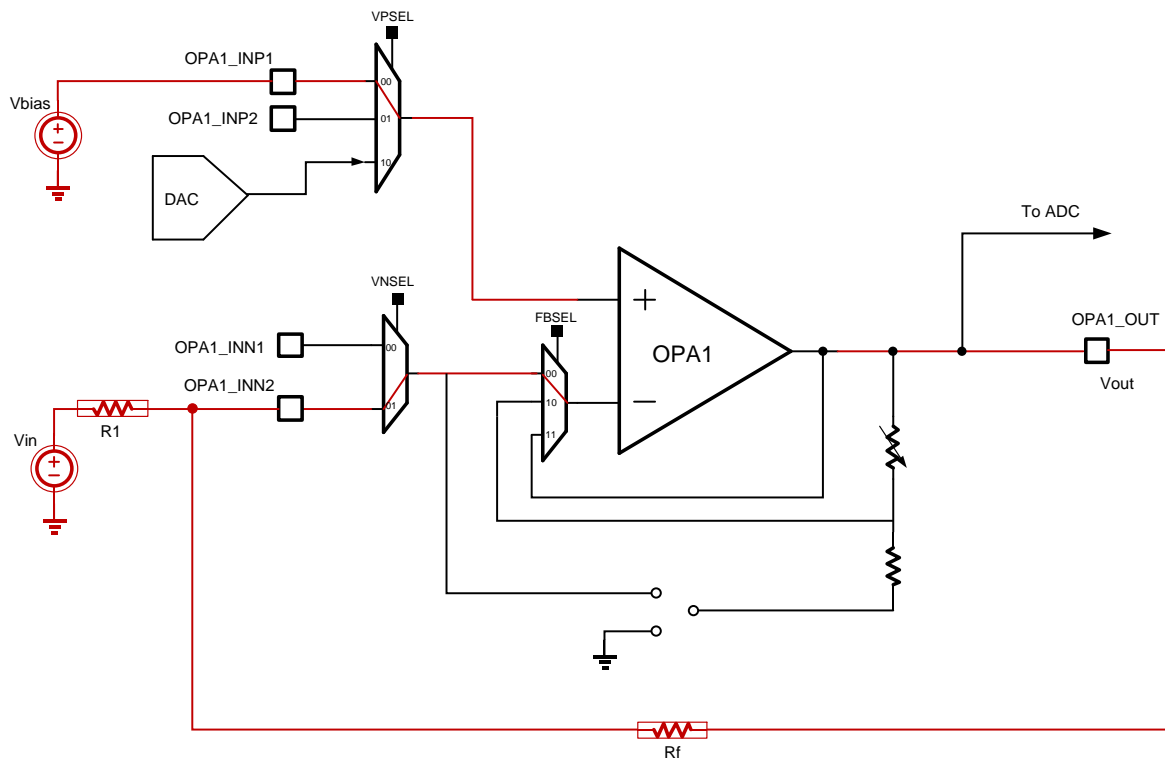 VPSEL
OPA1_INP1
00
Vbias
OPA1_INP2
01
10
DAC
To ADC
VNSEL
OPA1_INN1
00
FBSEL
OPA1_OUT
OPA1
00
10
11
Vout
OPA1_INN2
01
R1
Vin
Rf